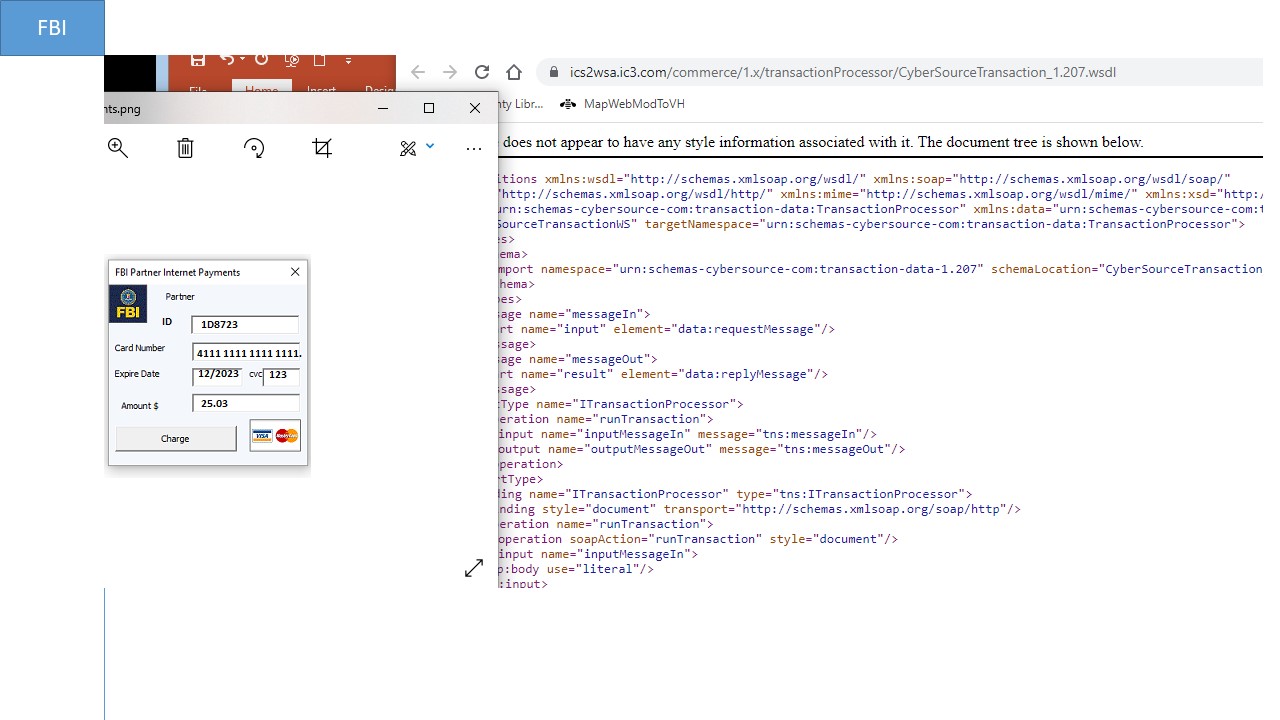 FBI
File Home Insert Desig
nts.png
FBI Partner Internet Payments
FBI
Partner
ID 1D8723
Card Number 4111 1111 1111 1111.
Expire Date 12/2023 cvc 123
Amount $ 25.03
Charge VISA MasterCard
ics2wsa.ic3.com/commerce/1.x/transactionProcessor/CyberSourceTransaction_1.207.wsdl
nty Libr... MapWebModToVH
does not appear to have any style information associated with it. The document tree is shown below.
itions xmlns:wsdl="http://schemas.xmlsoap.org/wsdl/" xmlns:soap="http://schemas.xmlsoap.org/wsdl/soap/"
"http://schemas.xmlsoap.org/wsdl/http/" xmlns:mime="http://schemas.xmlsoap.org/wsdl/mime/" xmlns:xsd="http:/
urn:schemas-cybersource-com:transaction-data:TransactionProcessor" xmlns:data="urn:schemas-cybersource-com:t
SourceTransactionWS" targetNamespace="urn:schemas-cybersource-com:transaction-data:TransactionProcessor">
es>
ema>
mport namespace="urn:schemas-cybersource-com:transaction-data-1.207" schemaLocation="CyberSourceTransaction
hema>
pes>
sage name="messageIn">
rt name="input" element="data:requestMessage"/>
ssage>
sage name="messageOut">
rt name="result" element="data:replyMessage"/>
ssage>
tType name="ITransactionProcessor">
eration name="runTransaction">
input name="inputMessageIn" message="tns:messageIn"/>
output name="outputMessageOut" message="tns:messageOut"/>
peration>
rtType>
ding name="ITransactionProcessor" type="tns:ITransactionProcessor">
nding style="document" transport="http://schemas.xmlsoap.org/soap/http"/>
eration name="runTransaction">
operation soapAction="runTransaction" style="document"/>
input name="inputMessageIn">
p:body use="literal"/>
:input>